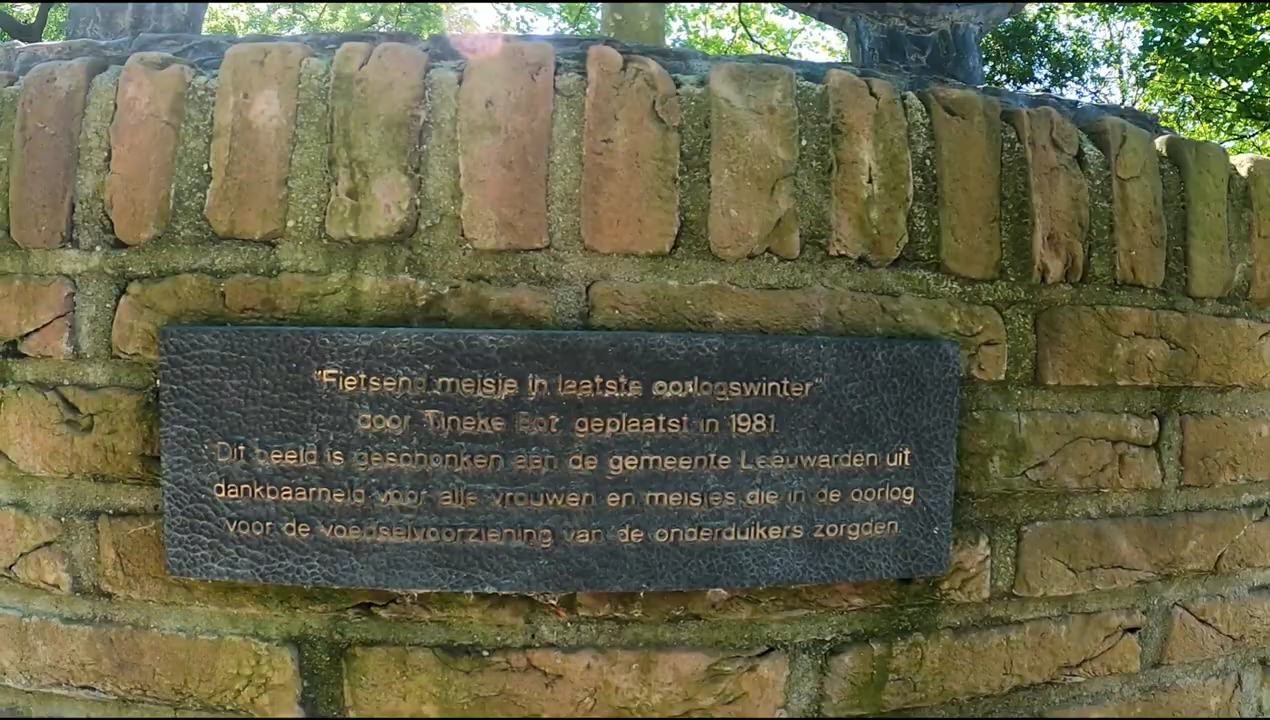 "Fietsend meisje in laatste oorlogswinter"
door Tineke Bot geplaatst in 1981.
Dit beeld is geschonken aan de gemeente Leeuwarden uit
dankbaarheid voor alle vrouwen en meisjes die in de oorlog
voor de voedselvoorziening van de onderduikers zorgden.